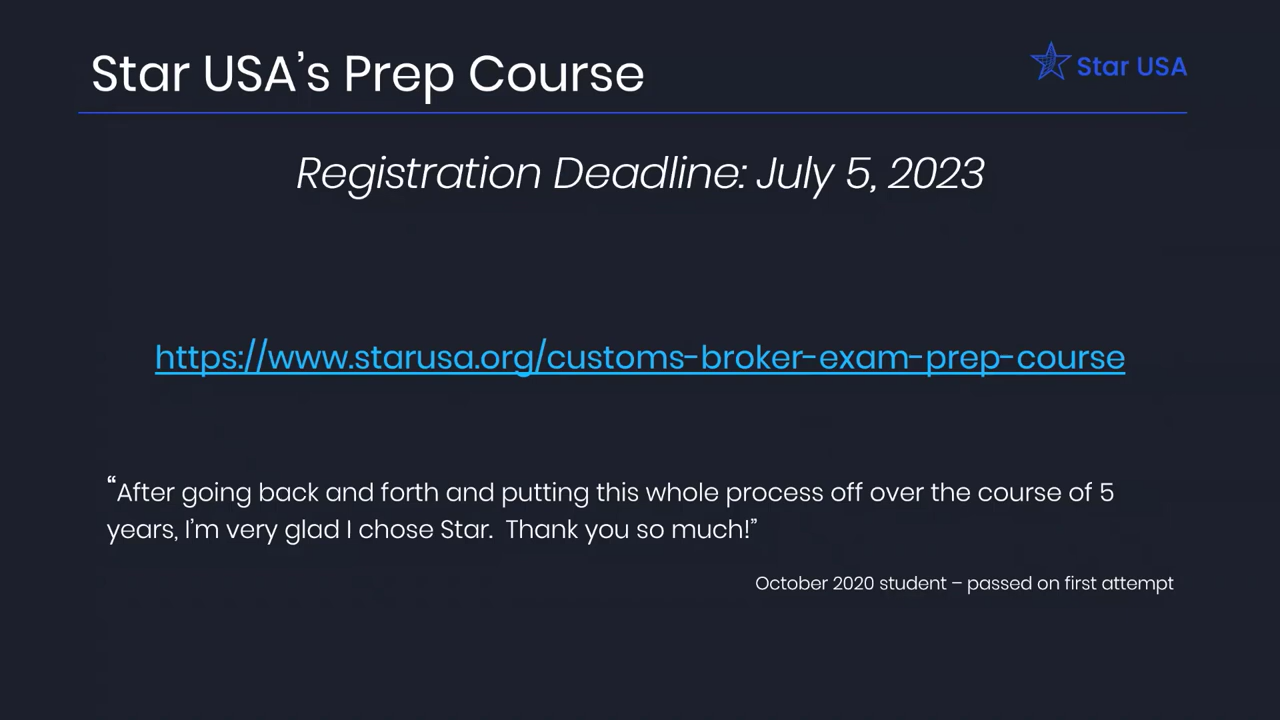 Star USA’s Prep Course
Star USA
Registration Deadline: July 5, 2023
https://www.starusa.org/customs-broker-exam-prep-course
“After going back and forth and putting this whole process off over the course of 5
years, I’m very glad I chose Star.  Thank you so much!”
October 2020 student – passed on first attempt